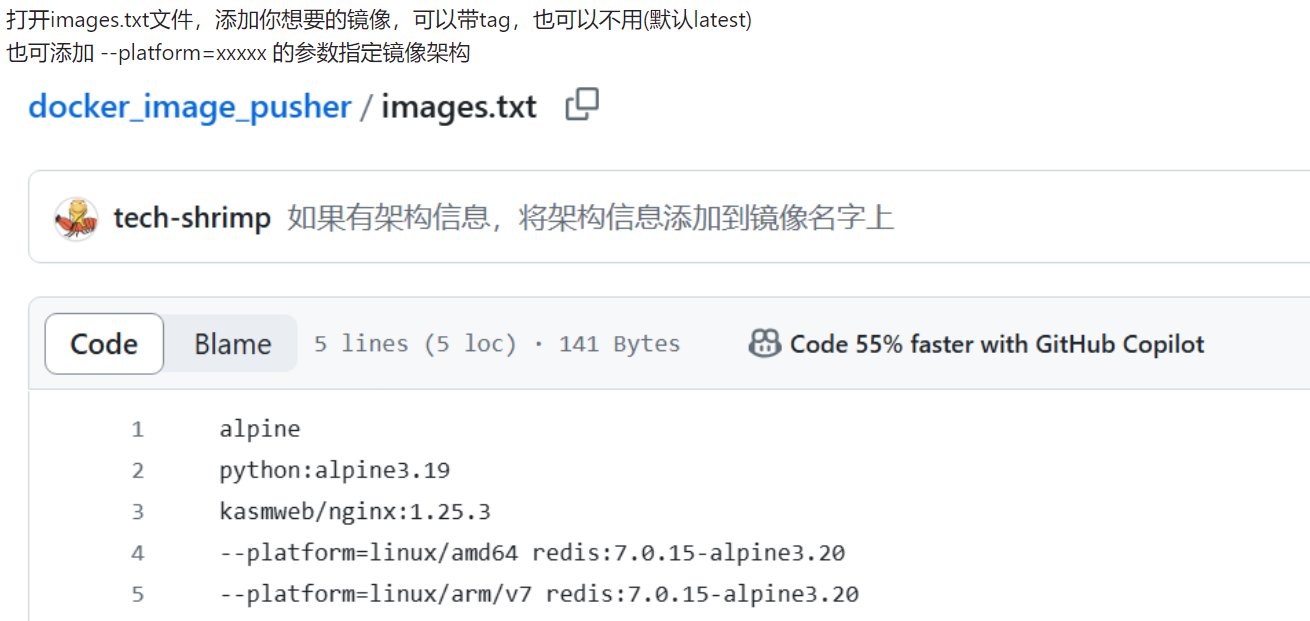 打开images.txt文件，添加你想要的镜像，可以带tag，也可以不用(默认latest)
也可添加 --platform=xxxxx 的参数指定镜像架构
docker_image_pusher / images.txt
tech-shrimp 如果有架构信息，将架构信息添加到镜像名字上
Code Blame 5 lines (5 loc) · 141 Bytes Code 55% faster with GitHub Copilot
1 alpine
2 python:alpine3.19
3 kasmweb/nginx:1.25.3
4 --platform=linux/amd64 redis:7.0.15-alpine3.20
5 --platform=linux/arm/v7 redis:7.0.15-alpine3.20